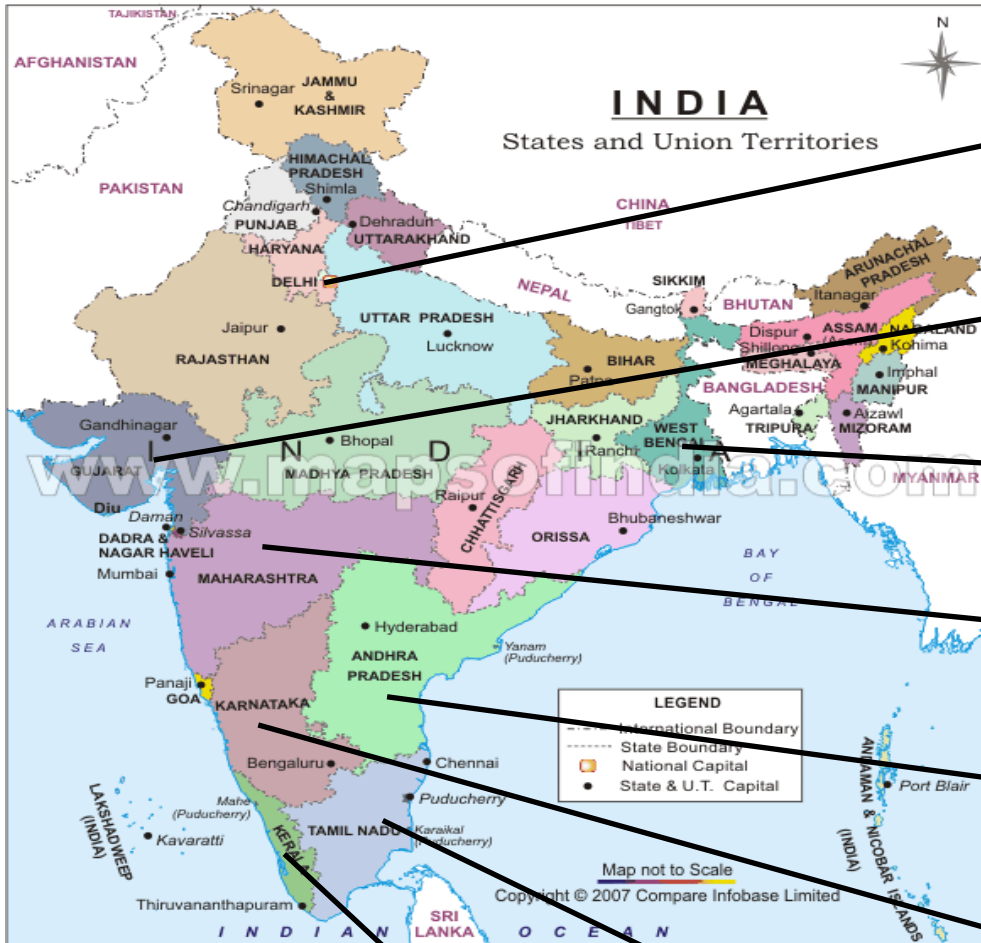 TAJIKISTAN
AFGHANISTAN
N
INDIA
States and Union Territories
Srinagar
JAMMU
&
KASHMIR
HIMACHAL
PRADESH
Shimla
PAKISTAN
Chandigarh
PUNJAB
Dehradun
UTTARAKHAND
HARYANA
DELHI
CHINA
TIBET
NEPAL
SIKKIM
Gangtok
BHUTAN
ARUNACHAL
PRADESH
Itanagar
UTTAR PRADESH
Lucknow
Jaipur
RAJASTHAN
BIHAR
Patna
Dispur
ASSAM
NAGALAND
Shillong
Kohima
MEGHALAYA
Imphal
MANIPUR
BANGLADESH
Agartala
TRIPURA
Aizawl
MIZORAM
MYANMAR
Gandhinagar
GUJARAT
I N D I A
Bhopal
MADHYA PRADESH
JHARKHAND
Ranchi
WEST
BENGAL
Kolkata
www.mapsofindia.com
Diu
Daman
Silvassa
DADRA &
NAGAR HAVELI
Mumbai
MAHARASHTRA
Raipur
CHHATTISGARH
ORISSA
Bhubaneshwar
BAY
OF
BENGAL
ARABIAN
SEA
Hyderabad
ANDHRA
PRADESH
Yanam
(Puducherry)
Panaji
GOA
KARNATAKA
Bengaluru
Chennai
Mahe
(Puducherry)
Puducherry
KERALA
TAMIL NADU
Karaikal
(Puducherry)
LAKSHADWEEP
(INDIA)
Kavaratti
Thiruvananthapuram
LEGEND
International Boundary
State Boundary
National Capital
State & U.T. Capital
ANDAMAN & NICOBAR ISLANDS
(INDIA)
Port Blair
Map not to Scale
Copyright © 2007 Compare Infobase Limited
SRI
LANKA
INDIAN OCEAN